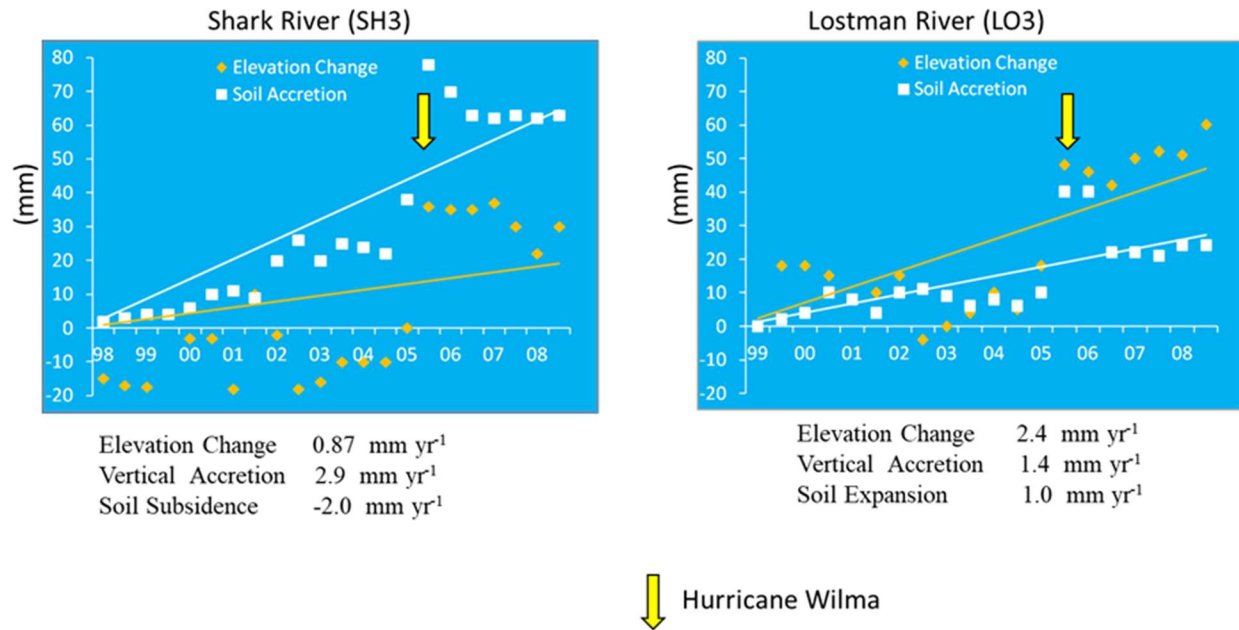 Shark River (SH3)
Lostman River (LO3)
80
70
60
50
40
30
20
10
0
-10
-20
(mm)
Elevation Change
Soil Accretion
98 99 00 01 02 03 04 05 06 07 08
80
70
60
50
40
30
20
10
0
-10
-20
(mm)
Elevation Change
Soil Accretion
99 00 01 02 03 04 05 06 07 08
Elevation Change 0.87 mm yr⁻¹
Vertical Accretion 2.9 mm yr⁻¹
Soil Subsidence -2.0 mm yr⁻¹
Elevation Change 2.4 mm yr⁻¹
Vertical Accretion 1.4 mm yr⁻¹
Soil Expansion 1.0 mm yr⁻¹
Hurricane Wilma